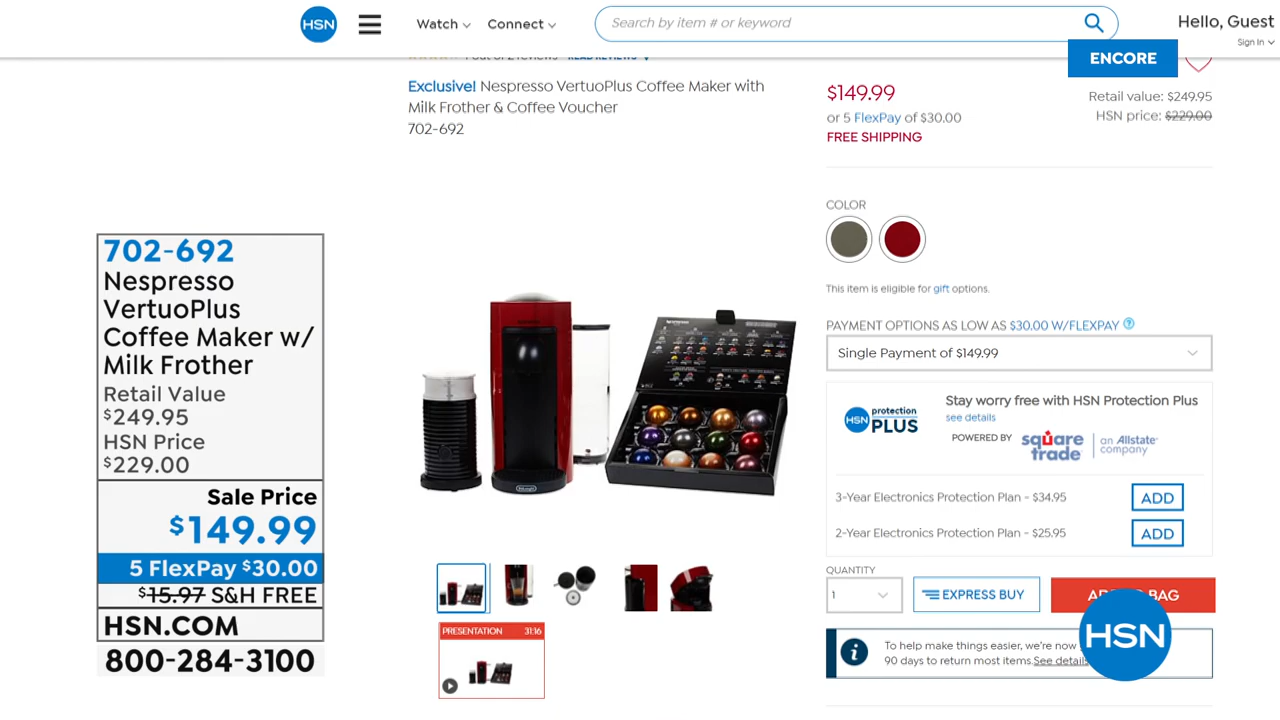 HSN
Watch
Connect
Search by item # or keyword
Hello, Guest
Sign In
ENCORE
Exclusive! Nespresso VertuoPlus Coffee Maker with
Milk Frother & Coffee Voucher
702-692
$149.99
or 5 FlexPay of $30.00
FREE SHIPPING
Retail value: $249.95
HSN price: $229.00
COLOR
This item is eligible for gift options.
PAYMENT OPTIONS AS LOW AS $30.00 W/FLEXPAY ?
Single Payment of $149.99
HSN protection PLUS
Stay worry free with HSN Protection Plus
see details
POWERED BY
square trade
an Allstate company
3-Year Electronics Protection Plan - $34.95
ADD
2-Year Electronics Protection Plan - $25.95
ADD
QUANTITY
1
EXPRESS BUY
BAG
To help make things easier, we're now
90 days to return most items.See details
HSN
702-692
Nespresso
VertuoPlus
Coffee Maker w/
Milk Frother
Retail Value
$249.95
HSN Price
$229.00
Sale Price
$149.99
5 FlexPay $30.00
$15.97 S&H FREE
HSN.COM
800-284-3100
PRESENTATION 31:16